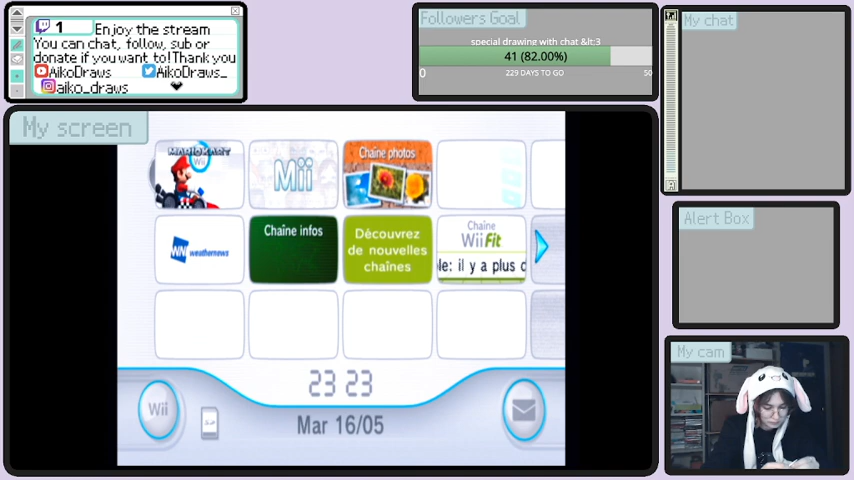 1 Enjoy the stream
You can chat, follow, sub or
donate if you want to!Thank you
AikoDraws AikoDraws_
aiko_draws
Followers Goal
special drawing with chat &lt:3
41 (82.00%)
0 229 DAYS TO GO 50
My chat
My screen
MARIOKART
Wii
Mii
Chaîne photos
WN weathernews
Chaîne infos
Découvrez
de nouvelles
chaînes
Chaîne
Wii Fit
le: il y a plus d
23 23
Wii
Mar 16/05
Alert Box
My cam